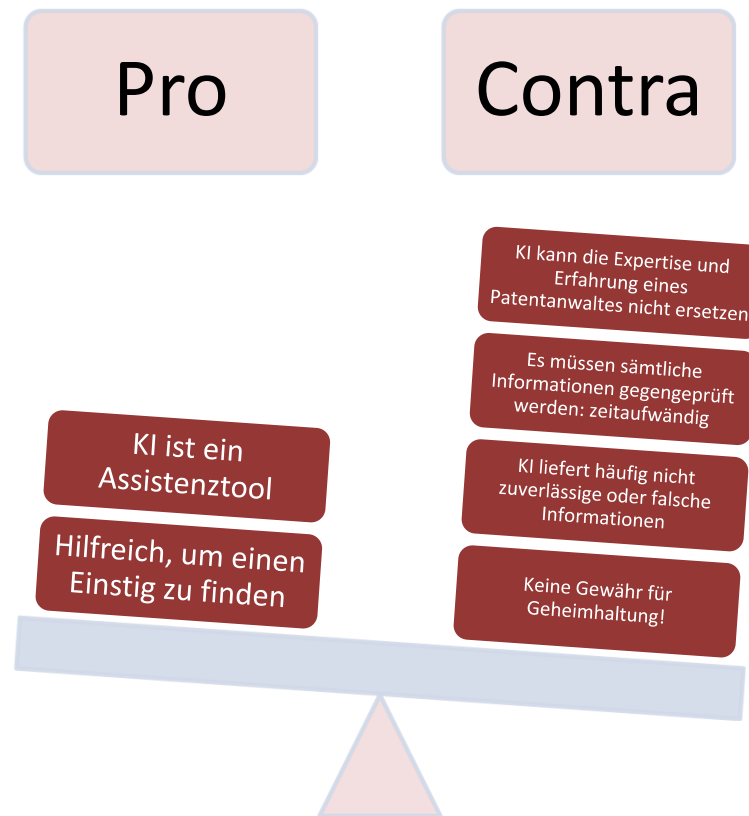 Pro
Contra
KI kann die Expertise und
Erfahrung eines
Patentanwaltes nicht ersetzen
Es müssen sämtliche
Informationen gegengeprüft
werden: zeitaufwändig
KI ist ein
Assistenztool
KI liefert häufig nicht
zuverlässige oder falsche
Informationen
Hilfreich, um einen
Einstig zu finden
Keine Gewähr für
Geheimhaltung!